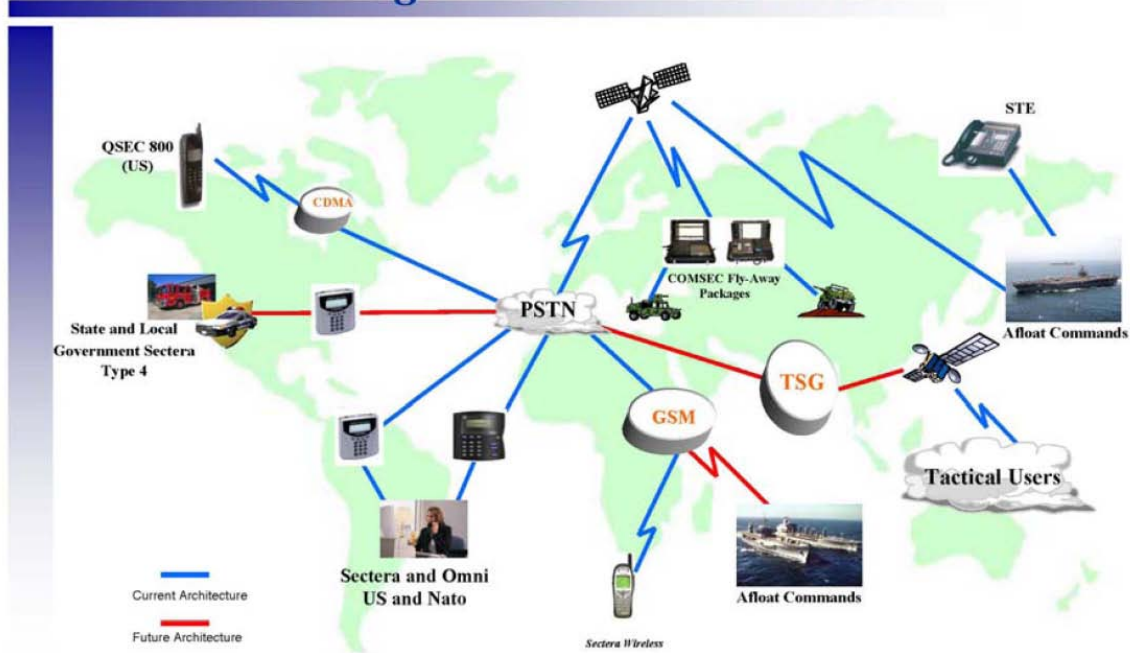 STE
QSEC 800
(US)
CDMA
COMSEC Fly-Away
Packages
PSTN
Afloat Commands
State and Local
Government Sectera
Type 4
TSG
GSM
Tactical Users
Sectera and Omni
US and Nato
Current Architecture
Future Architecture
Afloat Commands
Sectera Wireless